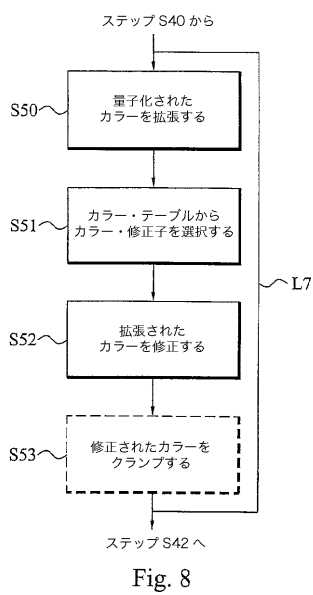 ステップ S40 から
S50
量子化された
カラーを拡張する
S51
カラー・テーブルから
カラー・修正子を選択する
L7
S52
拡張された
カラーを修正する
S53
修正されたカラーを
クランプする
ステップ S42 へ
Fig. 8